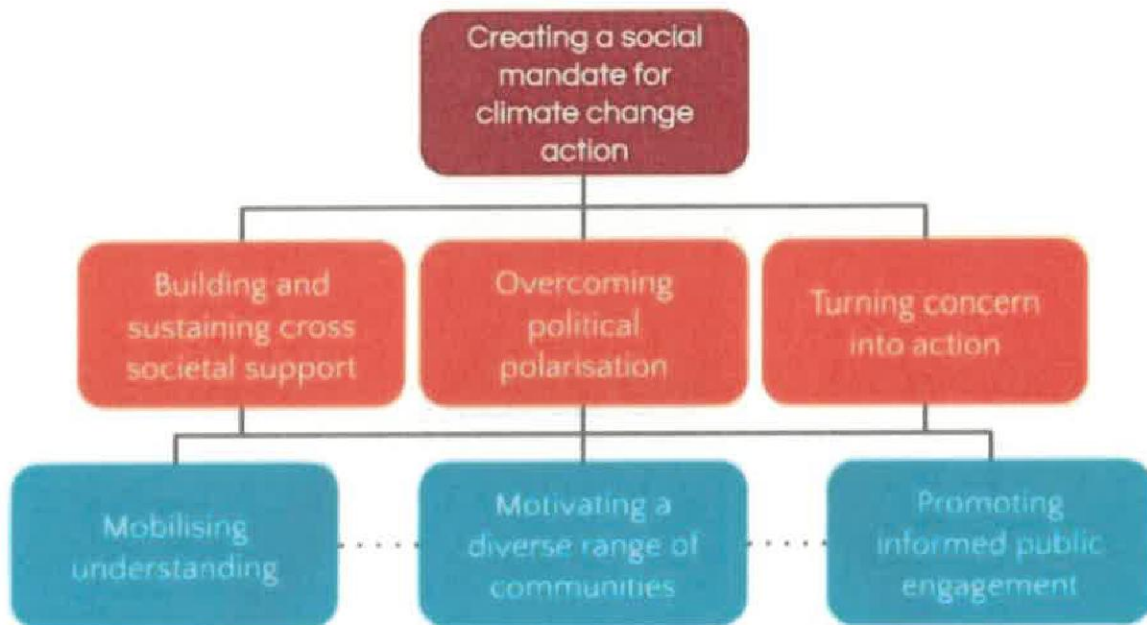 Creating a social
mandate for
climate change
action
Building and
sustaining cross
societal support
Overcoming
political
polarisation
Turning concern
into action
Mobilising
understanding
Motivating a
diverse range of
communities
Promoting
informed public
engagement